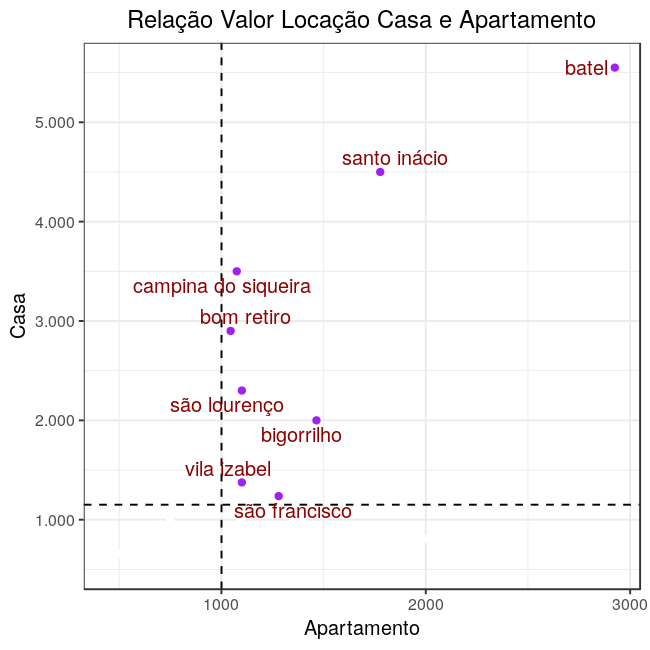 Relação Valor Locação Casa e Apartamento
batel
5.000
santo inácio
4.000
campina do siqueira
bom retiro
3.000
Casa
são lourenço
2.000
bigorrilho
vila izabel
são francisco
1.000
1000
2000
3000
Apartamento